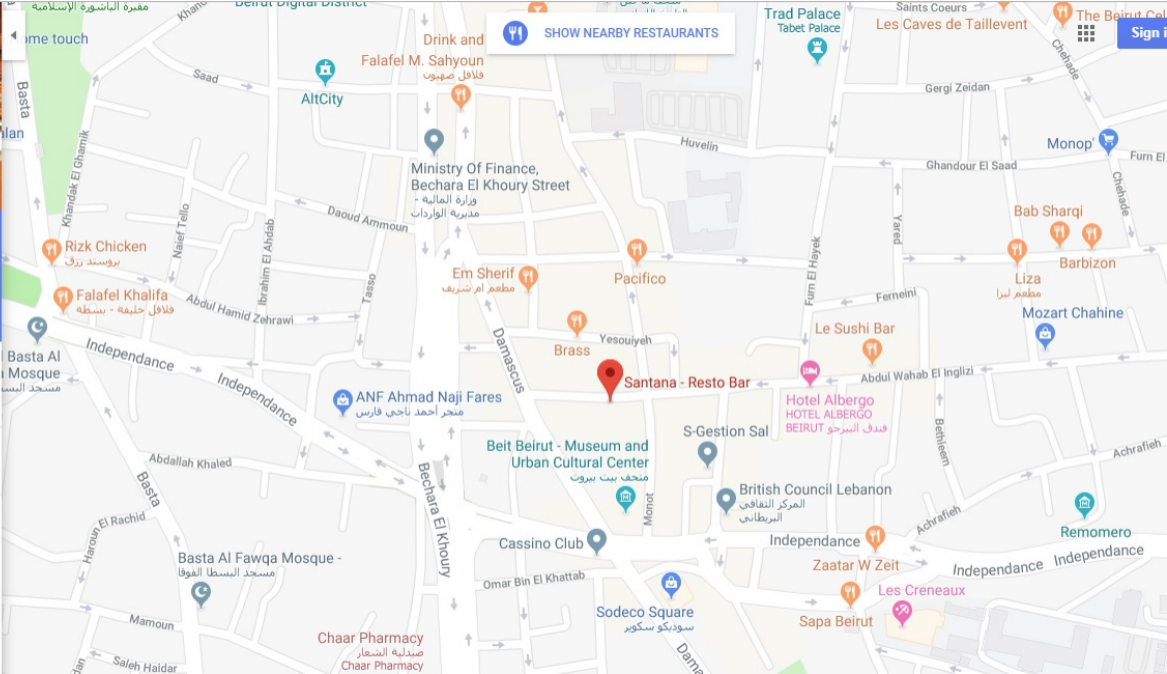 مقبرة الباشورة الإسلامية
Beirut Digital District
SHOW NEARBY RESTAURANTS
Trad Palace
Tabet Palace
Saints Coeurs
Les Caves de Taillevent
The Beirut Cel
Sign i
ome touch
Drink and
Falafel M. Sahyoun
فلافل صهيون
Saad
AltCity
Basta
Gergi Zeidan
Chehade
Monop'
Huvelin
Ghandour El Saad
Furn El
Chehade
Khandak El Ghamik
Ministry Of Finance,
Bechara El Khoury Street
وزارة المالية -
مديرية الواردات
Naief Tello
Ibrahim El Ahdab
Daoud Ammoun
Yared
Bab Sharqi
Barbizon
Liza
مطعم ليزا
Rizk Chicken
بروستد رزق
Falafel Khalifa
فلافل خليفة - بسطة
Abdul Hamid Zehrawi
Tasso
Em Sherif
مطعم ام شريف
Pacifico
Furn El Hayek
Ferneini
Mozart Chahine
Le Sushi Bar
Brass
Yesouiyeh
Damascus
Basta Al
Mosque
Independance
Independance
Santana - Resto Bar
Abdul Wahab El Inglizi
Hotel Albergo
HOTEL ALBERGO
BEIRUT فندق البيرجو
ANF Ahmad Naji Fares
متجر احمد ناجي فارس
S-Gestion Sal
Beit Beirut - Museum and
Urban Cultural Center
متحف بيت بيروت
Bethleem
Achrafieh
Abdallah Khaled
Basta
Bechara El Khoury
Monot
British Council Lebanon
المركز الثقافي
البريطاني
Achrafieh
Remomero
Haroun El Rachid
Cassino Club
Independance
Zaatar W Zeit
Independance
Independance
Basta Al Fawqa Mosque -
مسجد البسطا الفوقا
Omar Bin El Khattab
Sodeco Square
سوديكو سكوير
Sapa Beirut
Les Creneaux
Mamoun
Chaar Pharmacy
صيدلية الشعار
Chaar Pharmacy
Saleh Haidar